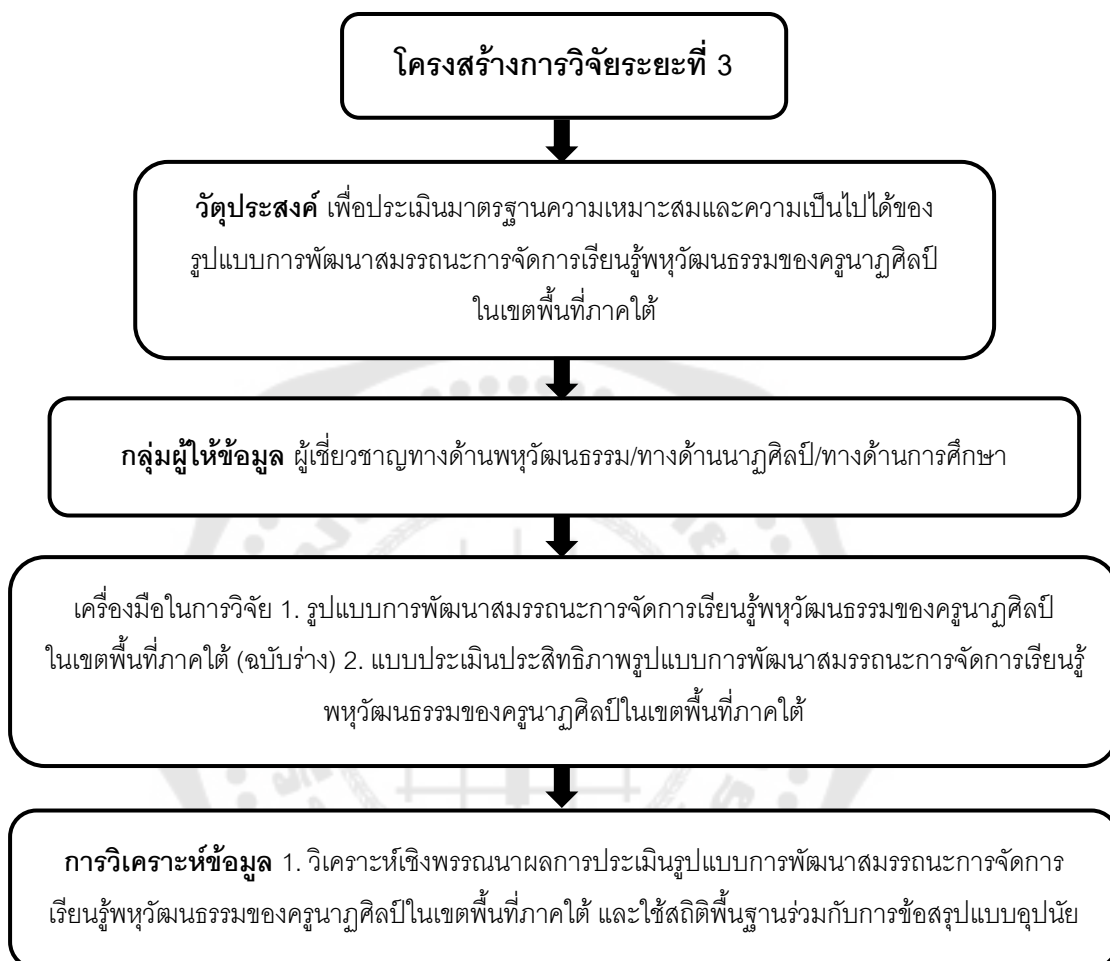 โครงสร้างการวิจัยระยะที่ 3
วัตุประสงค์ เพื่อประเมินมาตรฐานความเหมาะสมและความเป็นไปได้ของ
รูปแบบการพัฒนาสมรรถนะการจัดการเรียนรู้พหุวัฒนธรรมของครูนาฏศิลป์
ในเขตพื้นที่ภาคใต้
กลุ่มผู้ให้ข้อมูล ผู้เชี่ยวชาญทางด้านพหุวัฒนธรรม/ทางด้านนาฏศิลป์/ทางด้านการศึกษา
เครื่องมือในการวิจัย 1. รูปแบบการพัฒนาสมรรถนะการจัดการเรียนรู้พหุวัฒนธรรมของครูนาฏศิลป์
ในเขตพื้นที่ภาคใต้ (ฉบับร่าง) 2. แบบประเมินประสิทธิภาพรูปแบบการพัฒนาสมรรถนะการจัดการเรียนรู้
พหุวัฒนธรรมของครูนาฏศิลป์ในเขตพื้นที่ภาคใต้
การวิเคราะห์ข้อมูล 1. วิเคราะห์เชิงพรรณนาผลการประเมินรูปแบบการพัฒนาสมรรถนะการจัดการ
เรียนรู้พหุวัฒนธรรมของครูนาฏศิลป์ในเขตพื้นที่ภาคใต้ และใช้สถิติพื้นฐานร่วมกับการข้อสรุปแบบอุปนัย